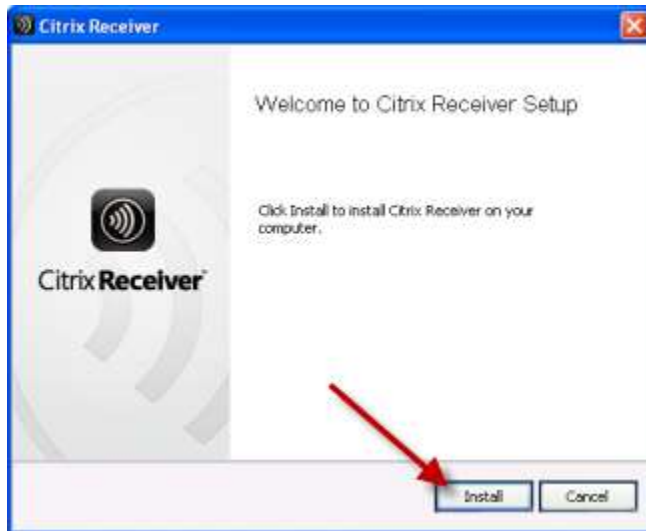 Citrix Receiver
Welcome to Citrix Receiver Setup
Click Install to install Citrix Receiver on your
computer.
Citrix Receiver
Install
Cancel